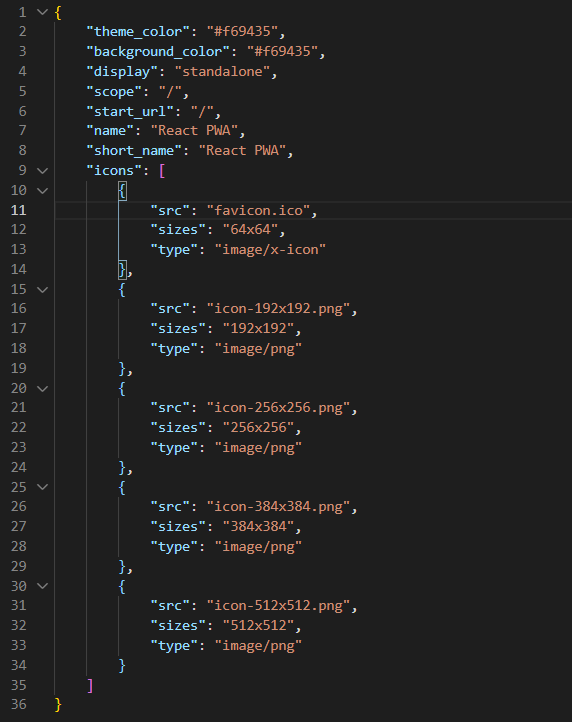 1 {
2 "theme_color": "#f69435",
3 "background_color": "#f69435",
4 "display": "standalone",
5 "scope": "/",
6 "start_url": "/",
7 "name": "React PWA",
8 "short_name": "React PWA",
9 "icons": [
10 {
11 "src": "favicon.ico",
12 "sizes": "64x64",
13 "type": "image/x-icon"
14 },
15 {
16 "src": "icon-192x192.png",
17 "sizes": "192x192",
18 "type": "image/png"
19 },
20 {
21 "src": "icon-256x256.png",
22 "sizes": "256x256",
23 "type": "image/png"
24 },
25 {
26 "src": "icon-384x384.png",
27 "sizes": "384x384",
28 "type": "image/png"
29 },
30 {
31 "src": "icon-512x512.png",
32 "sizes": "512x512",
33 "type": "image/png"
34 }
35 ]
36 }